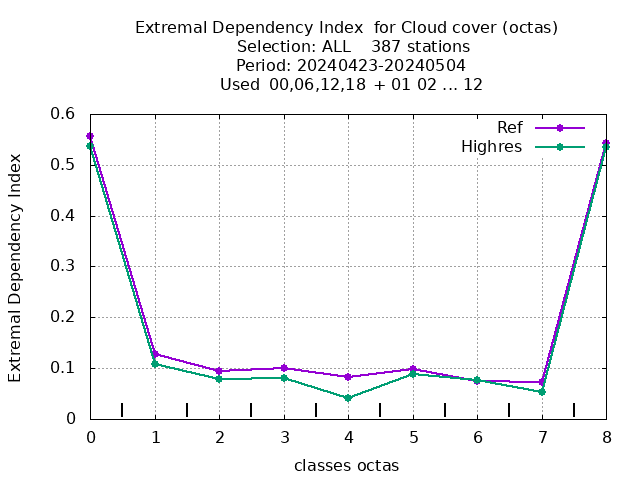 Extremal Dependency Index for Cloud cover (octas)
Selection: ALL 387 stations
Period: 20240423-20240504
Used 00,06,12,18 + 01 02 ... 12
Ref
Highres
Extremal Dependency Index
0.6
0.5
0.4
0.3
0.2
0.1
0
0 1 2 3 4 5 6 7 8
classes octas